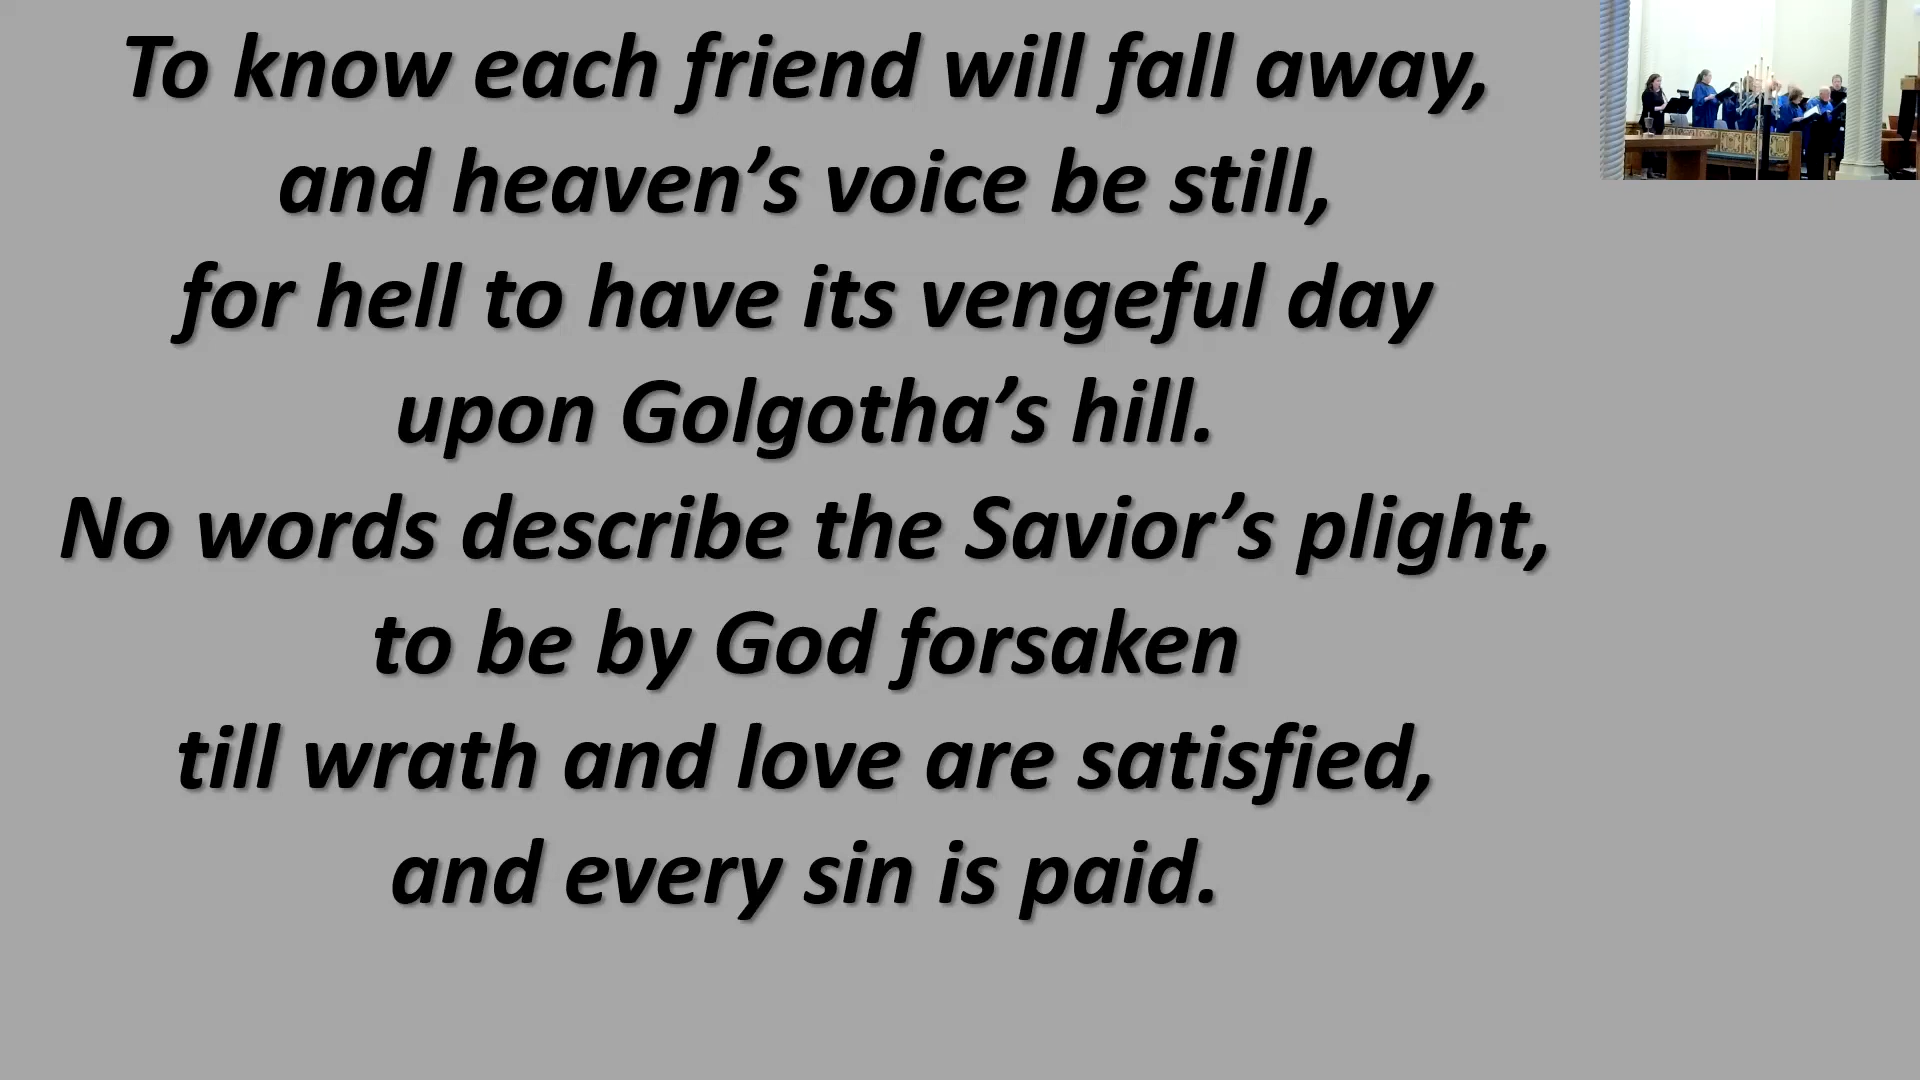 To know each friend will fall away,
and heaven’s voice be still,
for hell to have its vengeful day
upon Golgotha’s hill.
No words describe the Savior’s plight,
to be by God forsaken
till wrath and love are satisfied,
and every sin is paid.